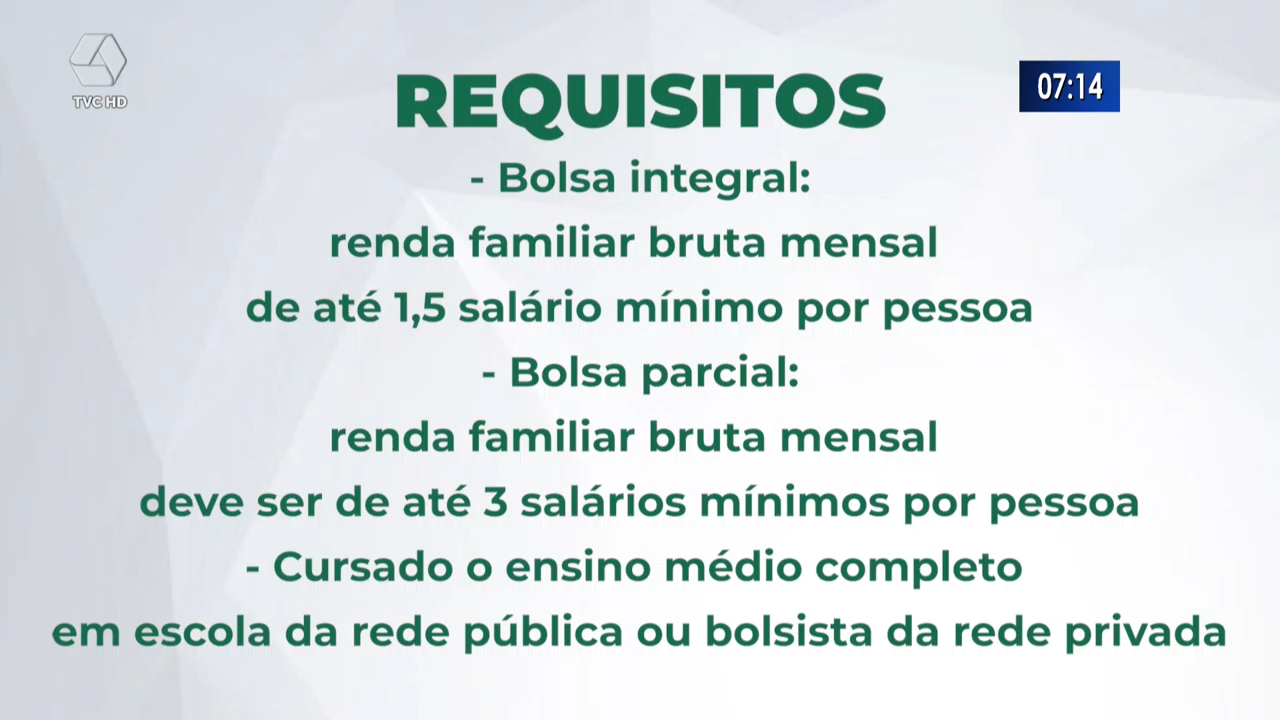 TVC HD
07:14
REQUISITOS
- Bolsa integral:
renda familiar bruta mensal
de até 1,5 salário mínimo por pessoa
- Bolsa parcial:
renda familiar bruta mensal
deve ser de até 3 salários mínimos por pessoa
- Cursado o ensino médio completo
em escola da rede pública ou bolsista da rede privada